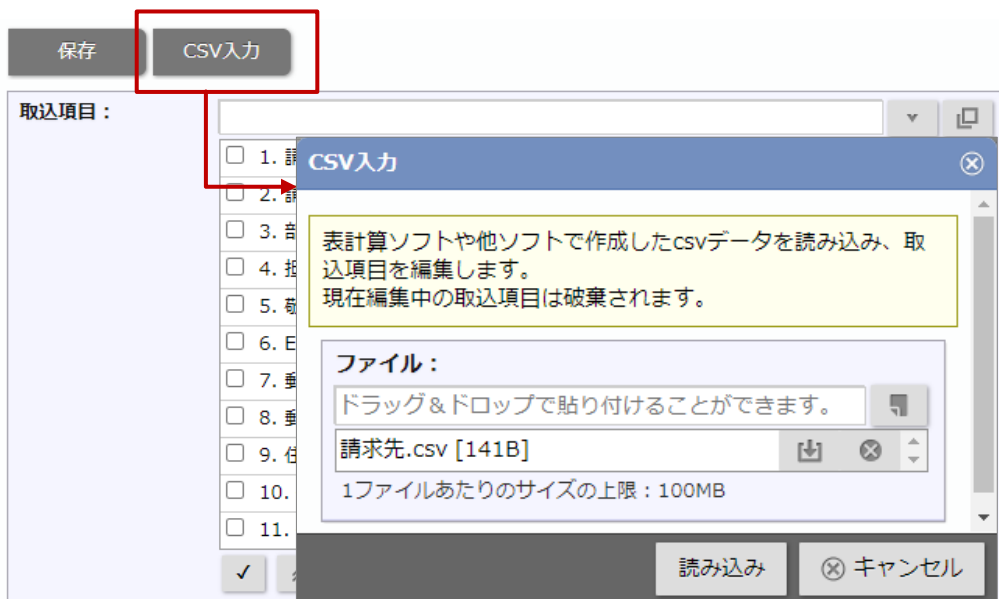 保存
CSV入力
取込項目：
1.
2.
3. 部
4. 担
5. 敬
6. E
7. 郵
8. 郵
9. 住
10.
11.
CSV入力
表計算ソフトや他ソフトで作成したcsvデータを読み込み、取
込項目を編集します。
現在編集中の取込項目は破棄されます。
ファイル：
ドラッグ＆ドロップで貼り付けることができます。
請求先.csv [141B]
1ファイルあたりのサイズの上限：100MB
読み込み
キャンセル